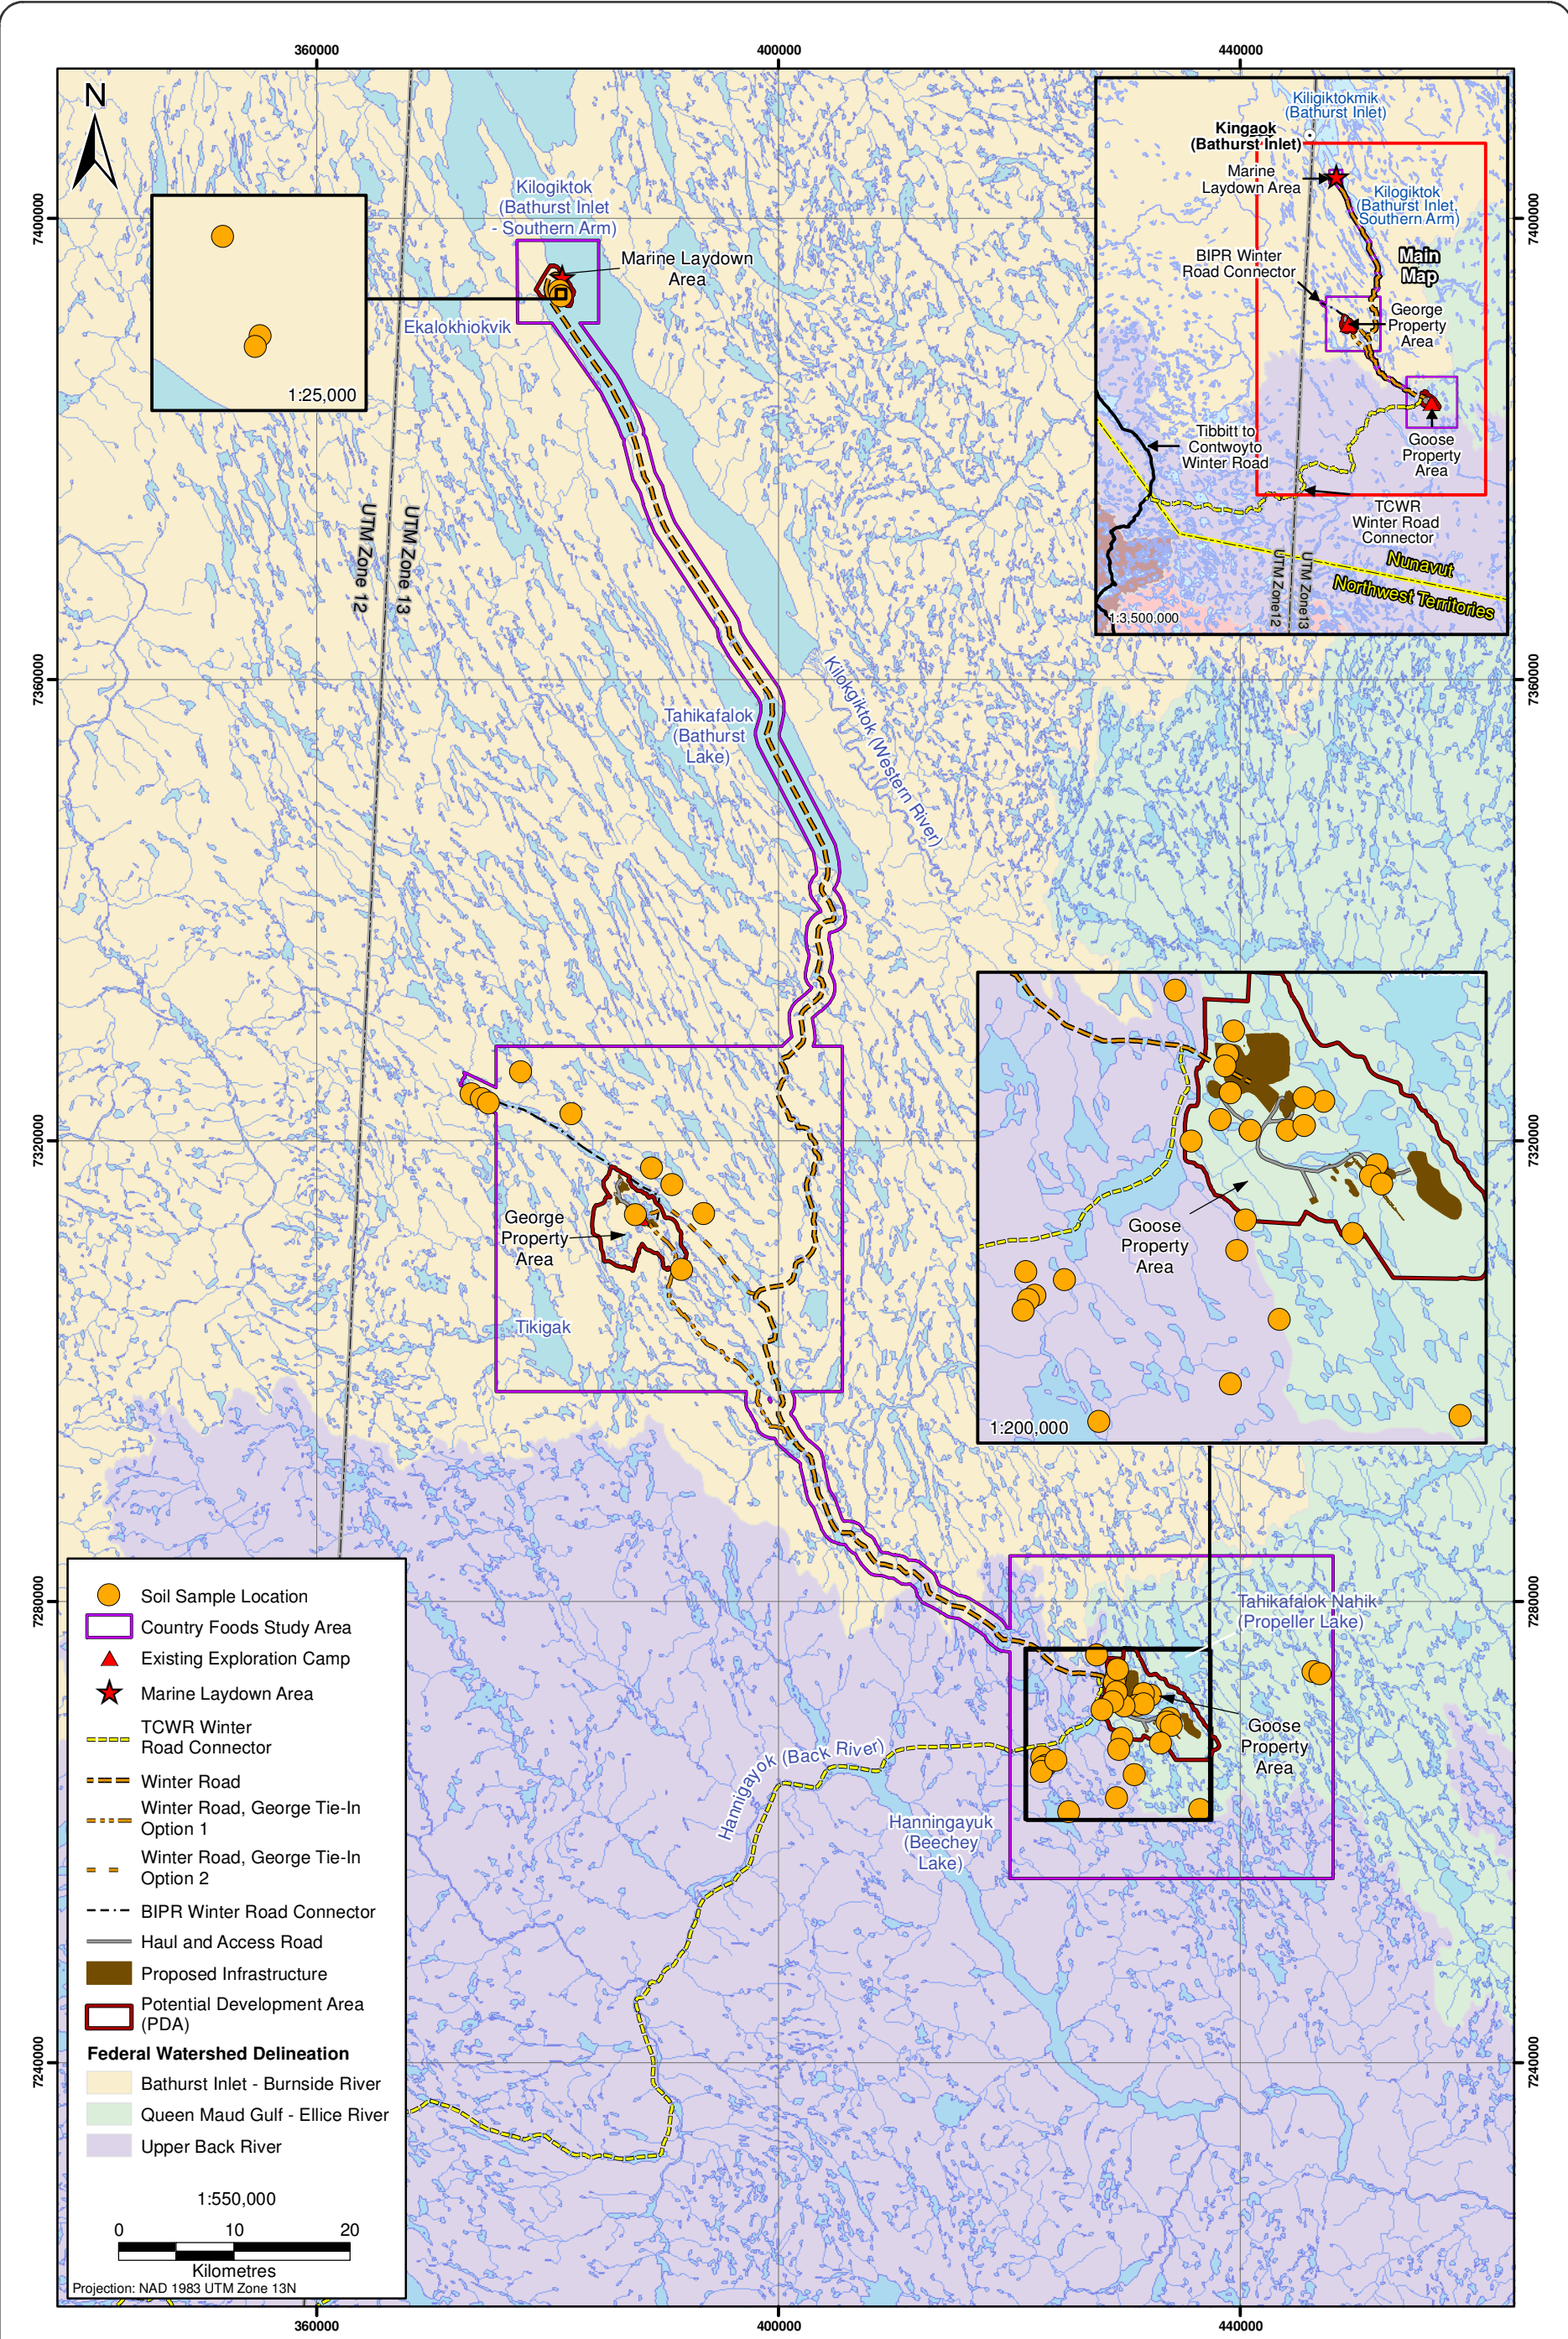 360000
400000
440000
N
7400000
7360000
7320000
7280000
7240000
7400000
7360000
7320000
7280000
7240000
1:25,000
Kilogiktok
(Bathurst Inlet
- Southern Arm)
Marine Laydown
Area
Ekalokhiokvik
UTM Zone 12
UTM Zone 13
Kiligiktokmik
(Bathurst Inlet)
Kingaok
(Bathurst Inlet)
Marine
Laydown Area
Kilogiktok
(Bathurst Inlet,
Southern Arm)
BIPR Winter
Road Connector
Main
Map
George
Property
Area
Tibbitt to
Contwoyto
Winter Road
Goose
Property
Area
TCWR
Winter Road
Connector
Nunavut
Northwest Territories
UTM Zone12
UTM Zone13
1:3,500,000
Tahikafalok
(Bathurst
Lake)
Kilokgiktok (Western River)
George
Property
Area
Tikigak
Goose
Property
Area
1:200,000
Tahikafalok Nahik
(Propeller Lake)
Goose
Property
Area
Hannigayok (Back River)
Hanningayuk
(Beechey
Lake)
Soil Sample Location
Country Foods Study Area
Existing Exploration Camp
Marine Laydown Area
TCWR Winter
Road Connector
Winter Road
Winter Road, George Tie-In
Option 1
Winter Road, George Tie-In
Option 2
BIPR Winter Road Connector
Haul and Access Road
Proposed Infrastructure
Potential Development Area
(PDA)
Federal Watershed Delineation
Bathurst Inlet - Burnside River
Queen Maud Gulf - Ellice River
Upper Back River
1:550,000
0 10 20
Kilometres
Projection: NAD 1983 UTM Zone 13N
360000
400000
440000